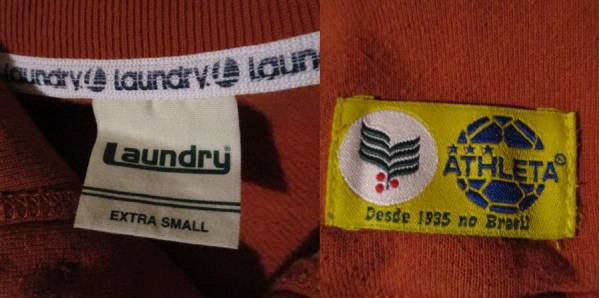 Laundry Laundry Laun
Laundry
EXTRA SMALL
ATHLETA
Desde 1935 no Brasil